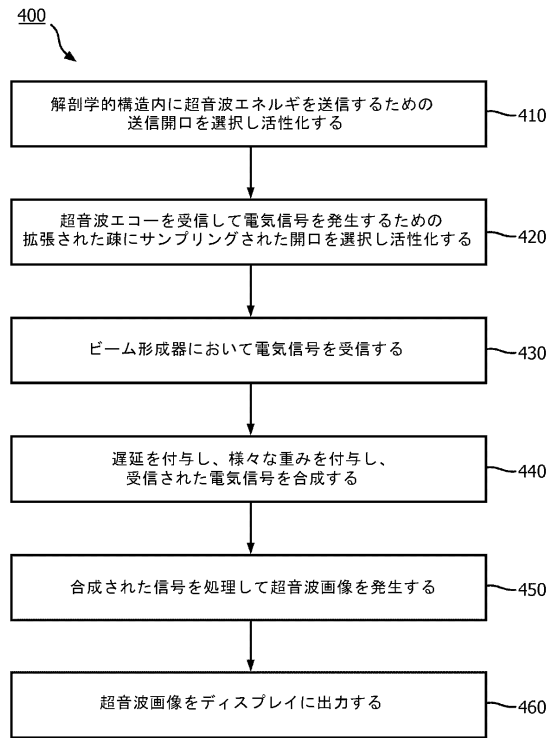 400
解剖学的構造内に超音波エネルギを送信するための
送信開口を選択し活性化する
410
超音波エコーを受信して電気信号を発生するための
拡張された疎にサンプリングされた開口を選択し活性化する
420
ビーム形成器において電気信号を受信する
430
遅延を付与し、様々な重みを付与し、
受信された電気信号を合成する
440
合成された信号を処理して超音波画像を発生する
450
超音波画像をディスプレイに出力する
460